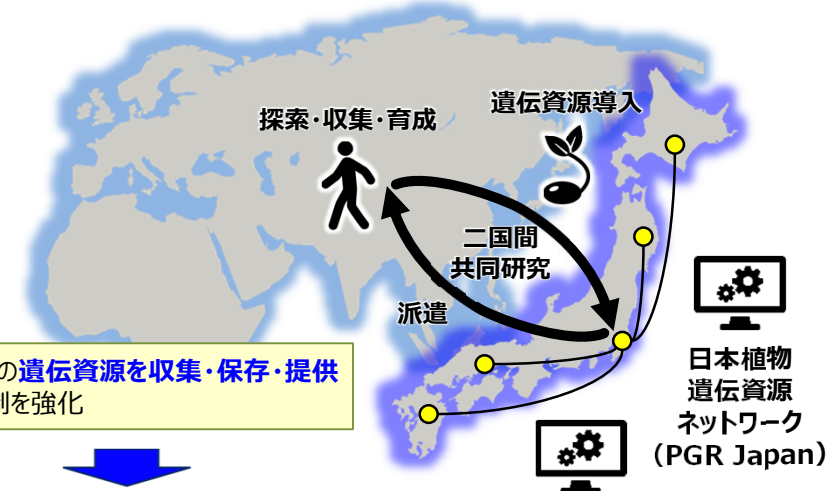 探索・収集・育成
遺伝資源導入
二国間
共同研究
派遣
の遺伝資源を収集・保存・提供
制を強化
日本植物
遺伝資源
ネットワーク
（PGR Japan）